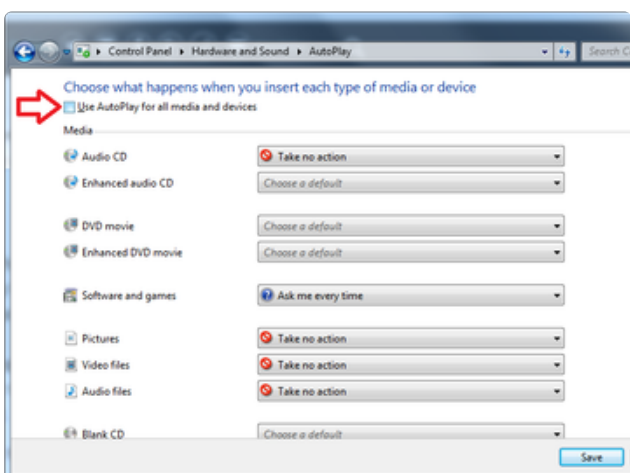 Control Panel ▸ Hardware and Sound ▸ AutoPlay
Search C
Choose what happens when you insert each type of media or device
Use AutoPlay for all media and devices
Media
Audio CD Take no action
Enhanced audio CD Choose a default
DVD movie Choose a default
Enhanced DVD movie Choose a default
Software and games Ask me every time
Pictures Take no action
Video files Take no action
Audio files Take no action
Blank CD Choose a default
Save